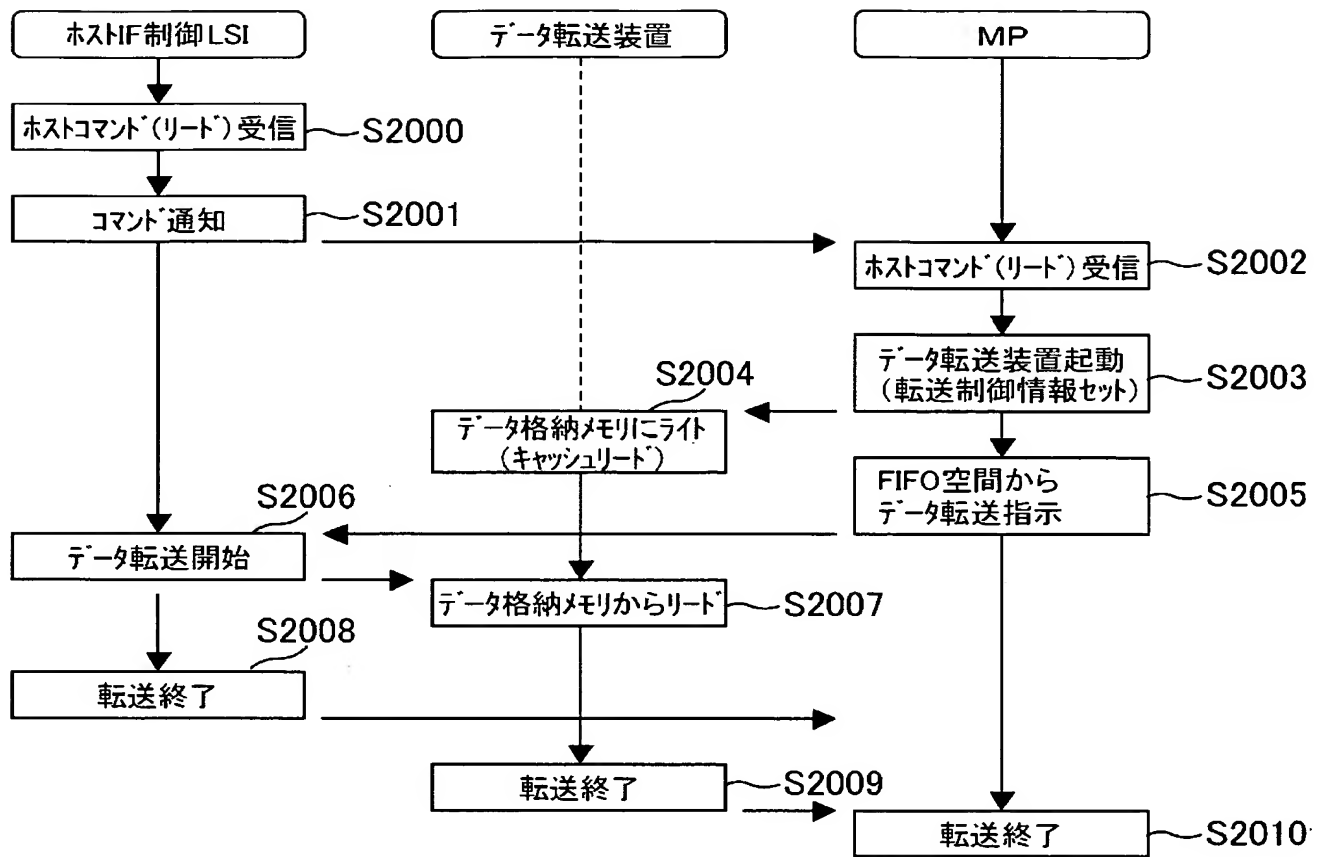 ホストIF制御LSI
データ転送装置
MP
ホストコマンド(リード)受信
S2000
コマンド通知
S2001
ホストコマンド(リード)受信
S2002
データ転送装置起動
(転送制御情報セット)
S2003
S2004
データ格納メモリにライト
(キャッシュリード)
FIFO空間から
データ転送指示
S2005
S2006
データ転送開始
データ格納メモリからリード
S2007
S2008
転送終了
転送終了
S2009
転送終了
S2010